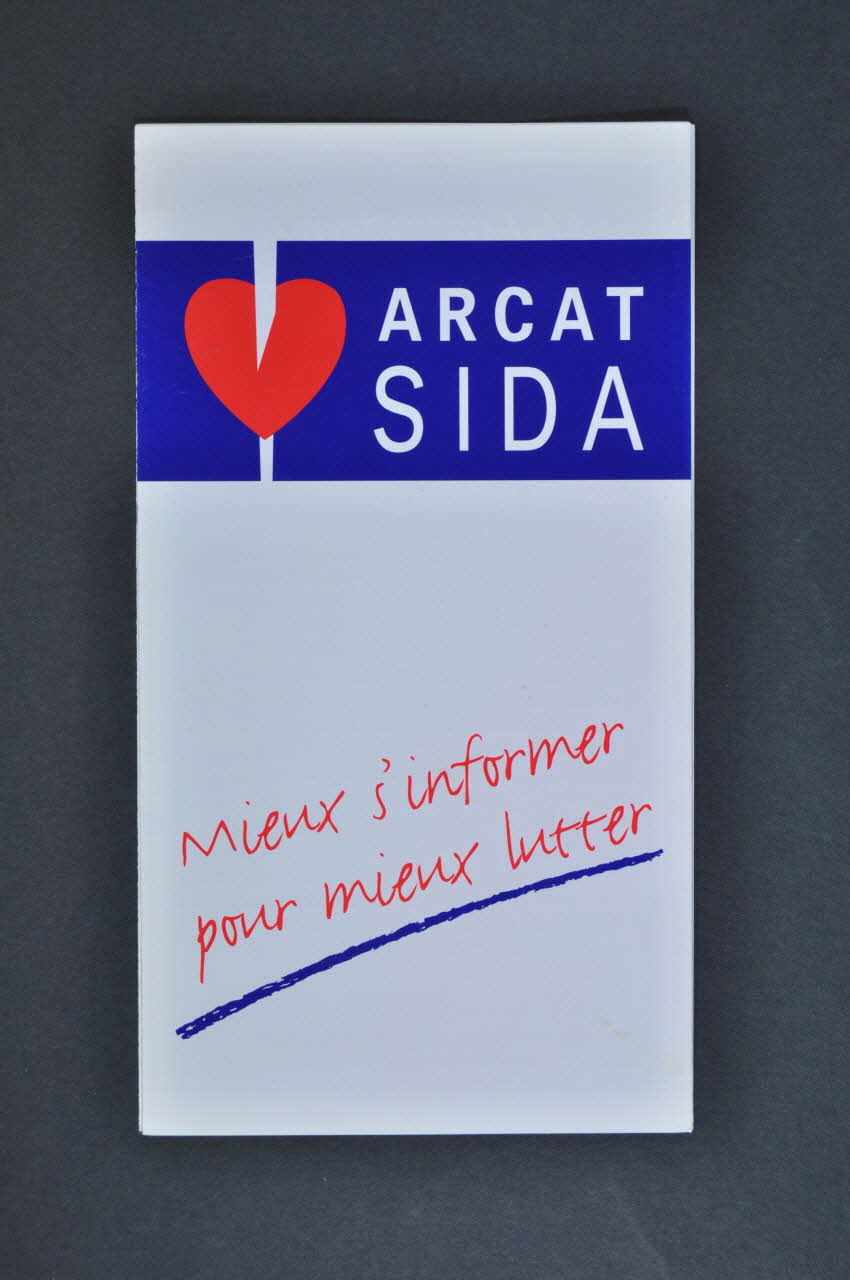 ARCAT
SIDA
Mieux s'informer
pour mieux lutter